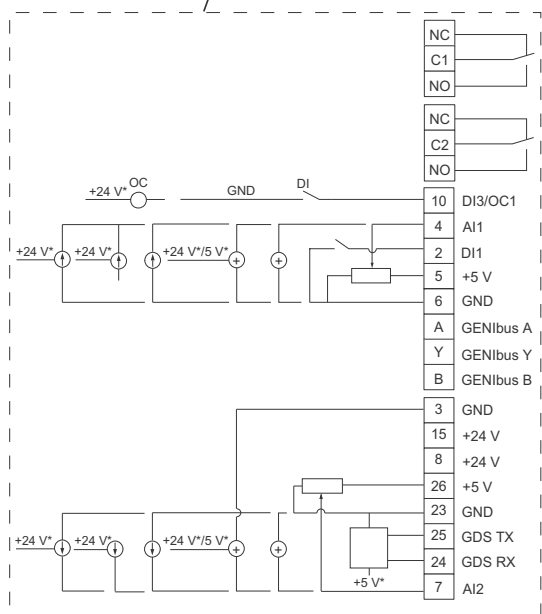 NC
C1
NO
NC
C2
NO
+24 V* OC GND DI 10 DI3/OC1
4 AI1
+24 V* +24 V* +24 V*/5 V* 2 DI1
5 +5 V
6 GND
A GENIbus A
Y GENIbus Y
B GENIbus B
3 GND
15 +24 V
8 +24 V
26 +5 V
23 GND
+24 V* +24 V* +24 V*/5 V* 25 GDS TX
24 GDS RX
+5 V* 7 AI2